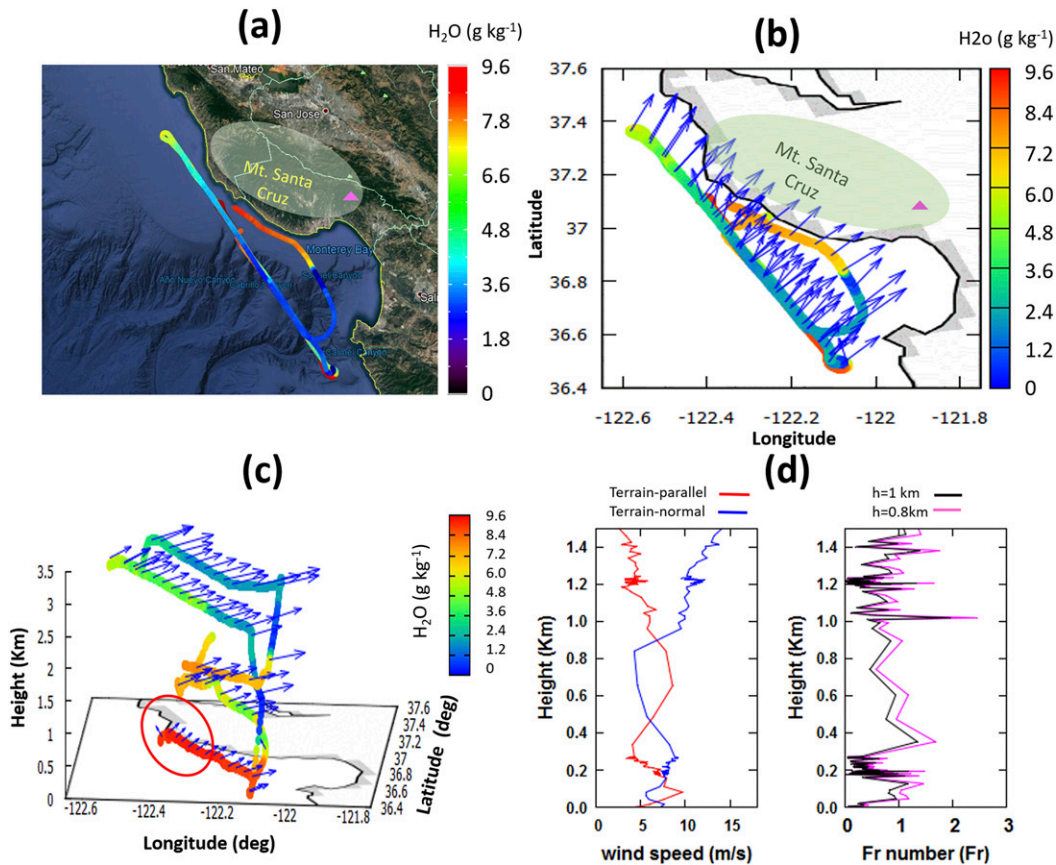 (a)
H₂O (g kg⁻¹)
San Mateo
San Jose
Mt. Santa
Cruz
Monterey Bay
9.6
8.4
7.2
6.0
4.8
3.6
2.4
1.2
0
(b)
H2o (g kg⁻¹)
37.6
37.4
37.2
37
36.8
36.6
36.4
Latitude
Mt. Santa
Cruz
-122.6 -122.4 -122.2 -122 -121.8
Longitude
9.6
8.4
7.2
6.0
4.8
3.6
2.4
1.2
0
(c)
3.5
3
2.5
2
1.5
1
0.5
0
Height (Km)
-122.6 -122.4 -122.2 -122 -121.8
Longitude (deg)
37.6
37.4
37.2
37
36.8
36.6
36.4
Latitude (deg)
H₂O (g kg⁻¹)
9.6
8.4
7.2
6.0
4.8
3.6
2.4
1.2
0
(d)
Terrain-parallel
Terrain-normal
1.4
1.2
1.0
0.8
0.6
0.4
0.2
0.0
Height (Km)
0 5 10 15
wind speed (m/s)
h=1 km
h=0.8km
1.4
1.2
1.0
0.8
0.6
0.4
0.2
0.0
Height (Km)
0 1 2 3
Fr number (Fr)